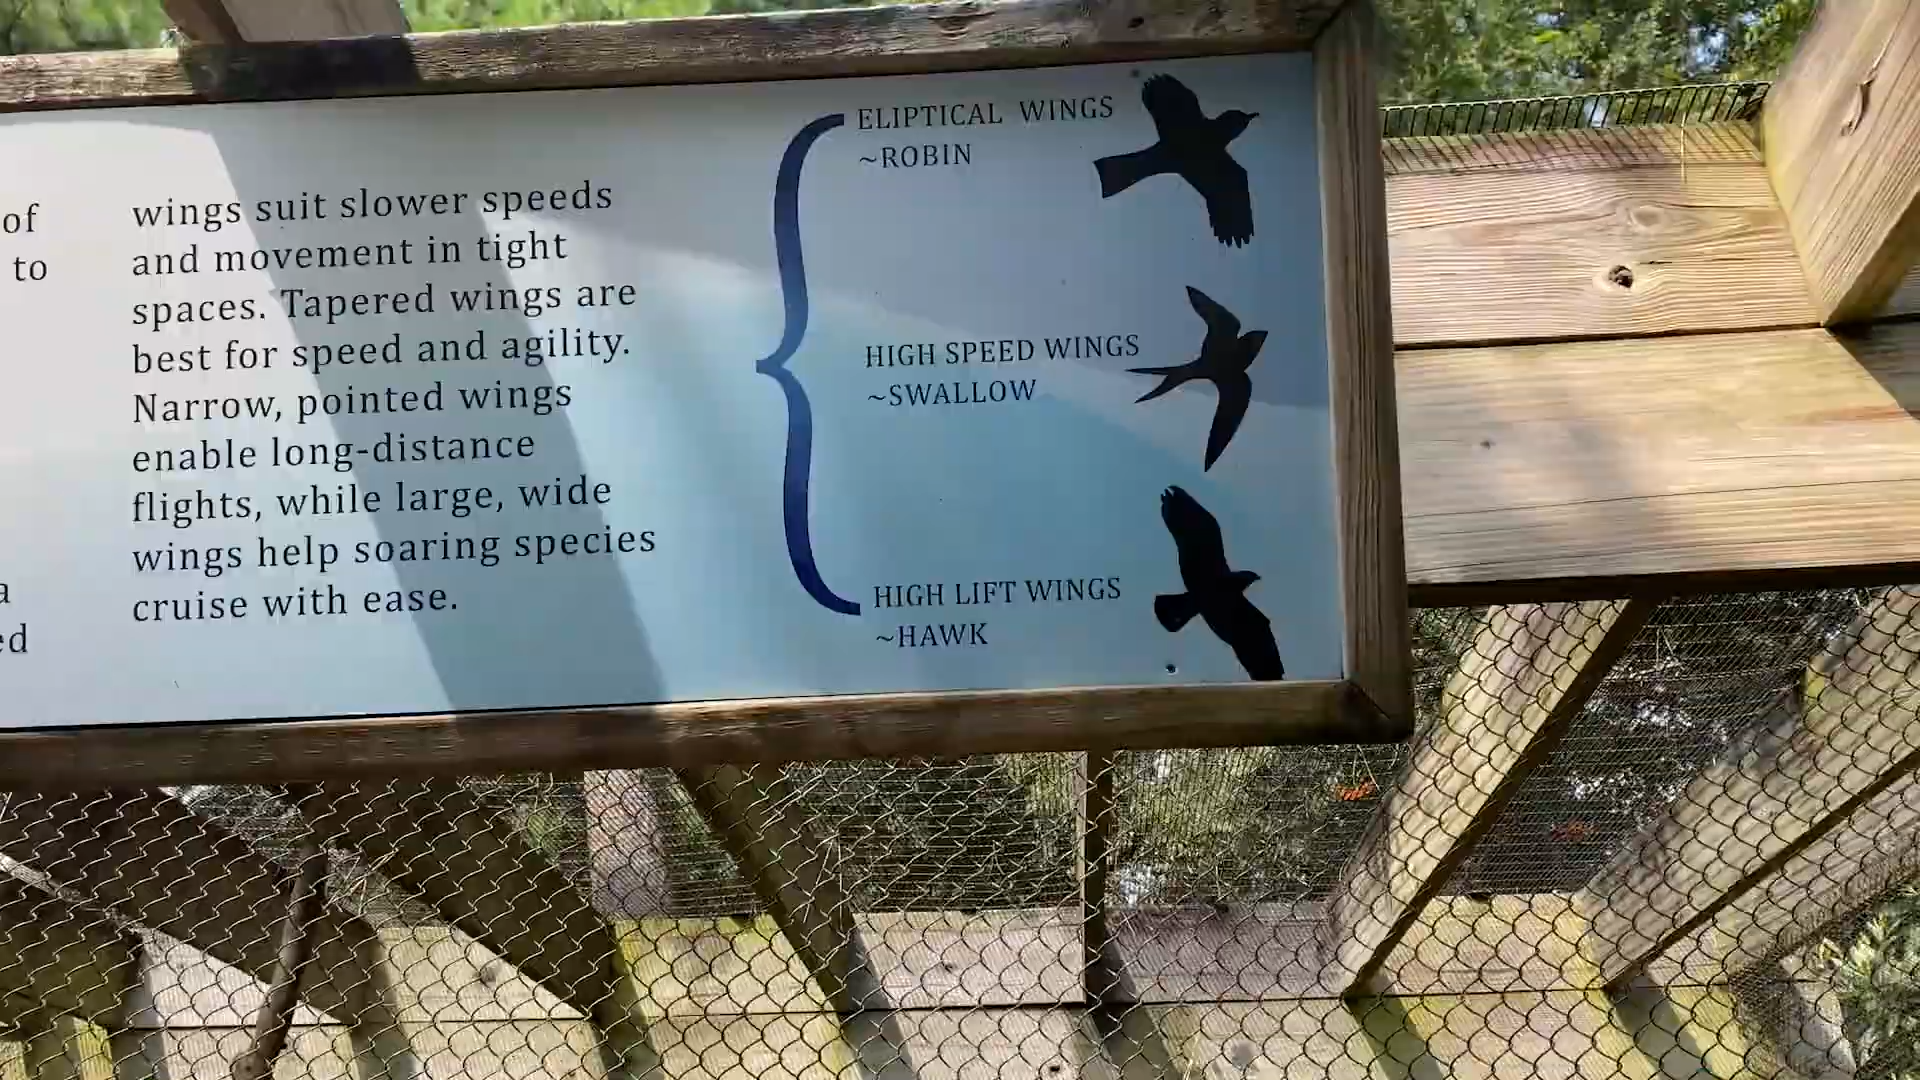 of
to
a
ed
wings suit slower speeds
and movement in tight
spaces. Tapered wings are
best for speed and agility.
Narrow, pointed wings
enable long-distance
flights, while large, wide
wings help soaring species
cruise with ease.
ELIPTICAL WINGS
~ROBIN
HIGH SPEED WINGS
~SWALLOW
HIGH LIFT WINGS
~HAWK